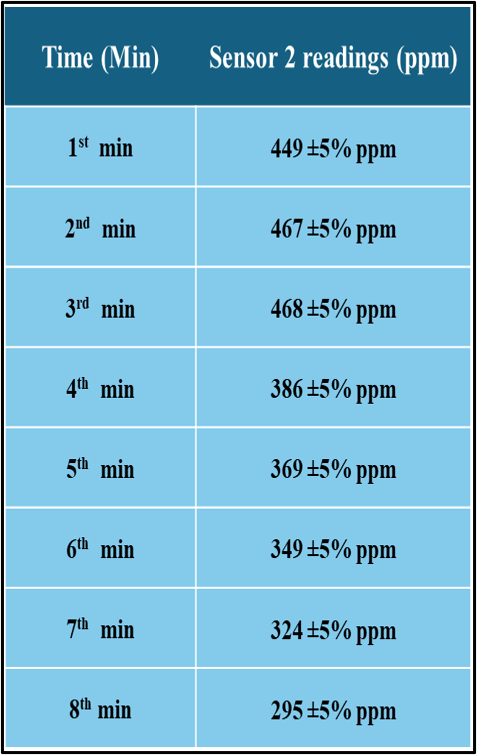 Time (Min) Sensor 2 readings (ppm)
1st min 449 ±5% ppm
2nd min 467 ±5% ppm
3rd min 468 ±5% ppm
4th min 386 ±5% ppm
5th min 369 ±5% ppm
6th min 349 ±5% ppm
7th min 324 ±5% ppm
8th min 295 ±5% ppm